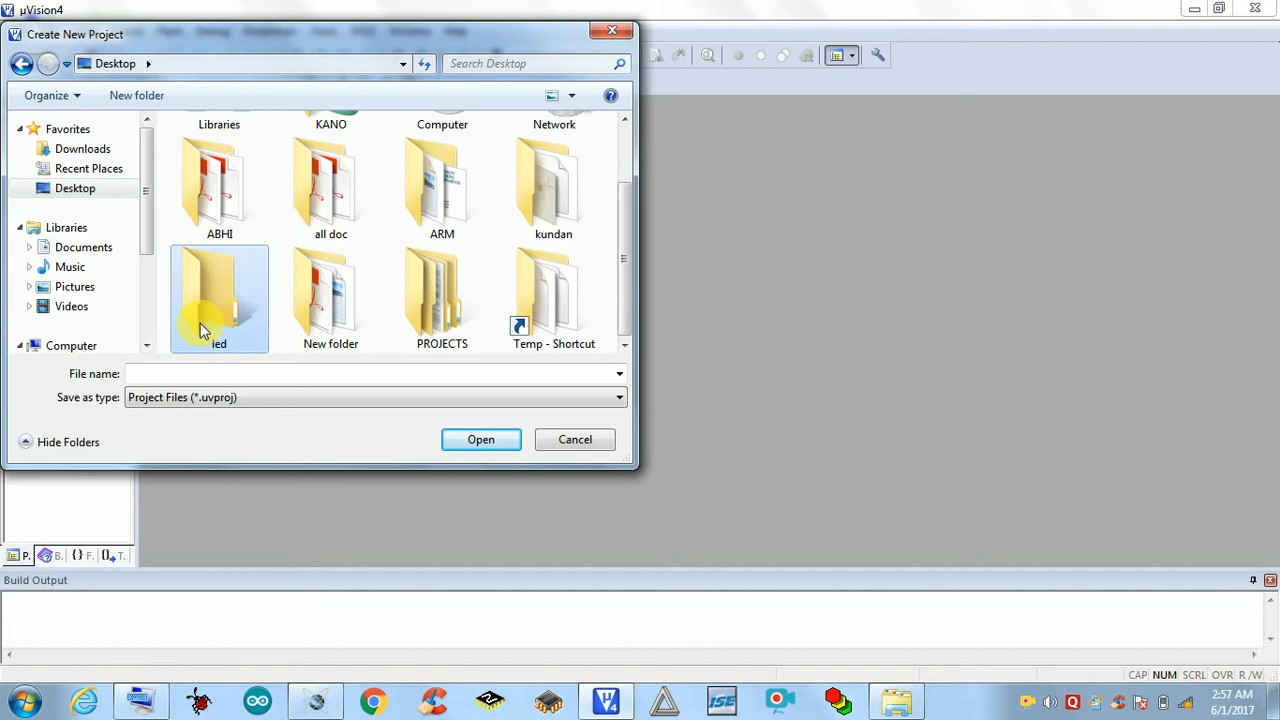 µVision4
Create New Project
Desktop
Search Desktop
Organize
New folder
Favorites
Downloads
Recent Places
Desktop
Libraries
Documents
Music
Pictures
Videos
Computer
Libraries
KANO
Computer
Network
ABHI
all doc
ARM
kundan
led
New folder
PROJECTS
Temp - Shortcut
File name:
Save as type: Project Files (*.uvproj)
Hide Folders
Open
Cancel
P.
B.
{} F.
T.
Build Output
CAP NUM SCRL OVR R /W
ISE
2:57 AM
6/1/2017